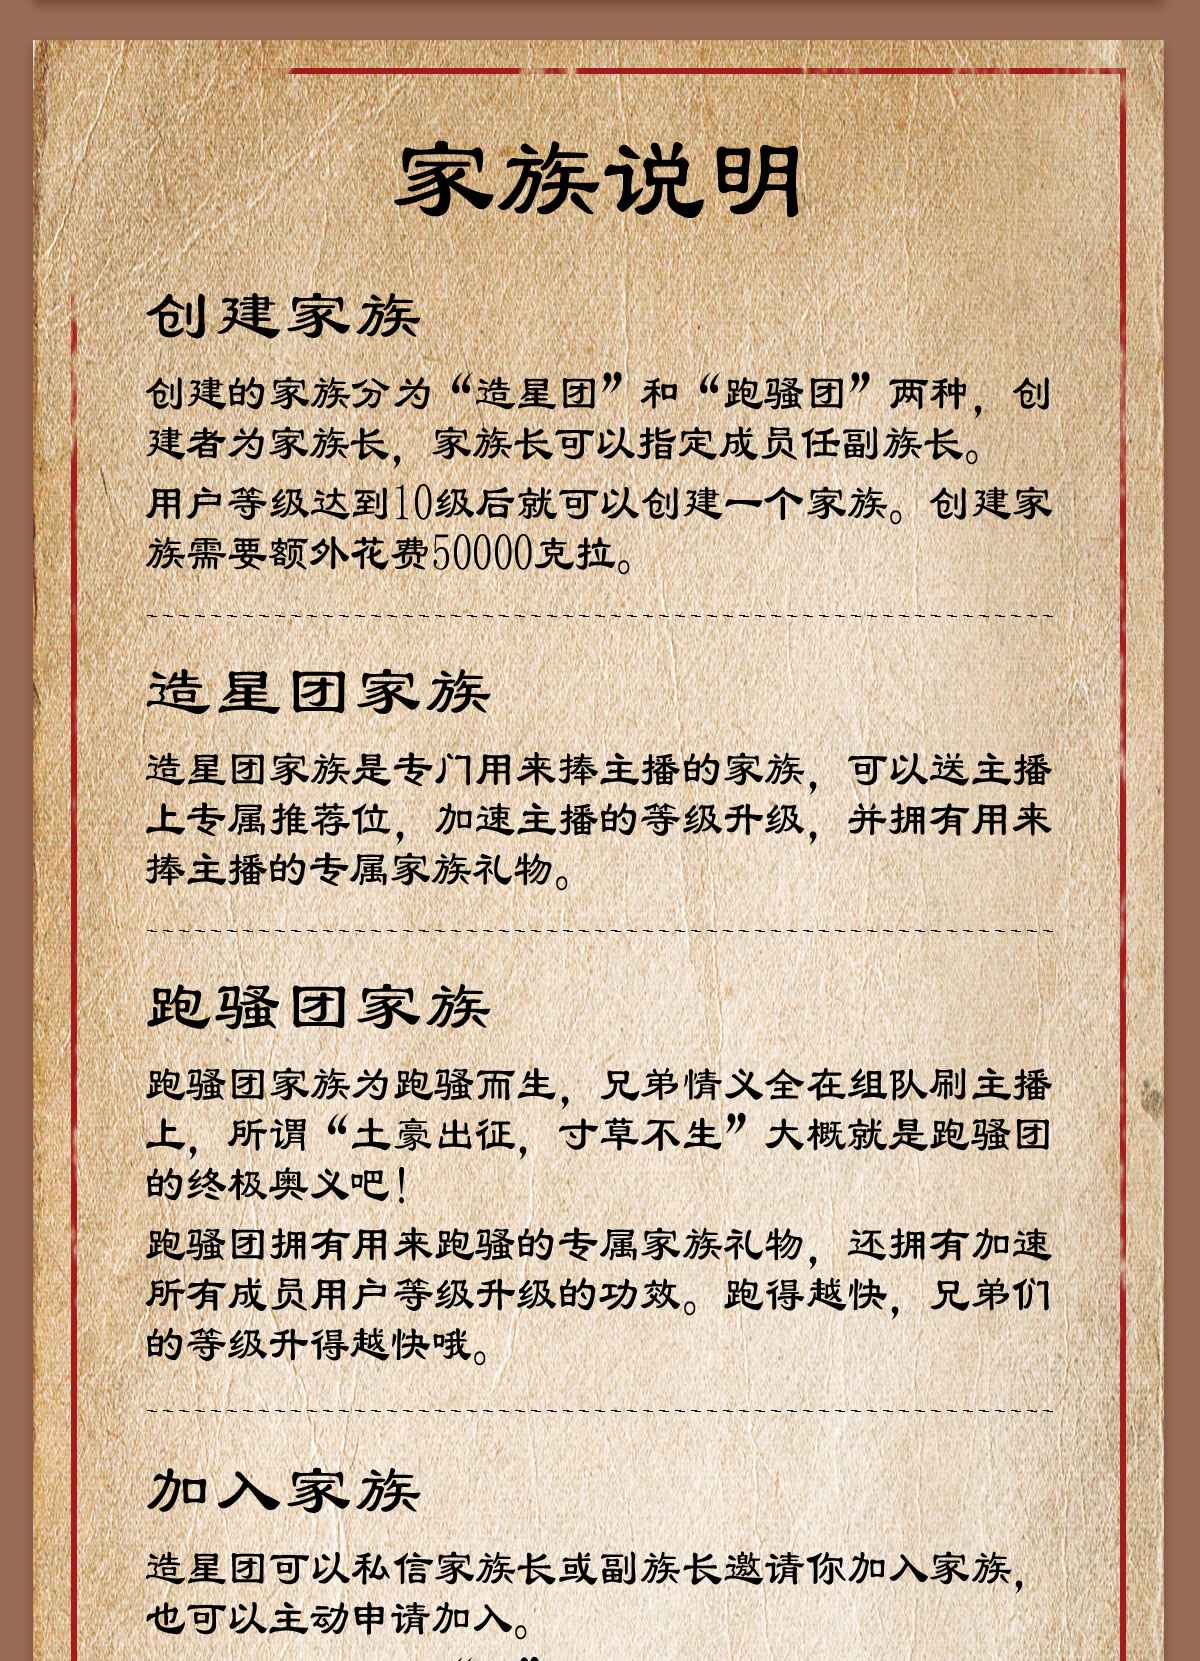 家族说明
创建家族
创建的家族分为“造星团”和“跑骚团”两种，创
建者为家族长，家族长可以指定成员任副族长。
用户等级达到10级后就可以创建一个家族。创建家
族需要额外花费50000克拉。
造星团家族
造星团家族是专门用来捧主播的家族，可以送主播
上专属推荐位，加速主播的等级升级，并拥有用来
捧主播的专属家族礼物。
跑骚团家族
跑骚团家族为跑骚而生，兄弟情义全在组队刷主播
上，所谓“土豪出征，寸草不生”大概就是跑骚团
的终极奥义吧！
跑骚团拥有用来跑骚的专属家族礼物，还拥有加速
所有成员用户等级升级的功效。跑得越快，兄弟们
的等级升得越快哦。
加入家族
造星团可以私信家族长或副族长邀请你加入家族，
也可以主动申请加入。